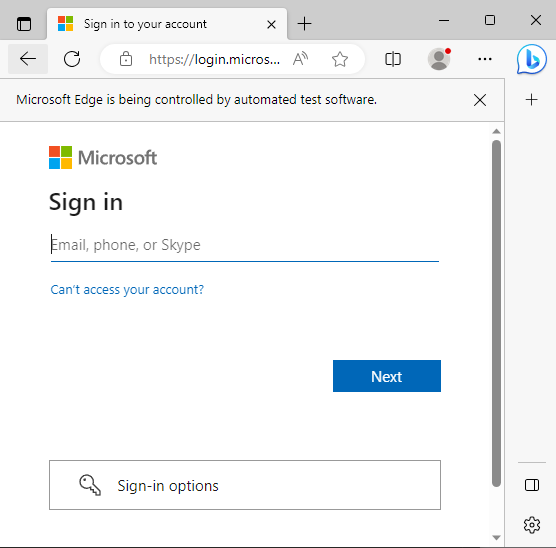 Sign in to your account
https://login.micros...
Microsoft Edge is being controlled by automated test software.
Microsoft
Sign in
Email, phone, or Skype
Can't access your account?
Next
Sign-in options